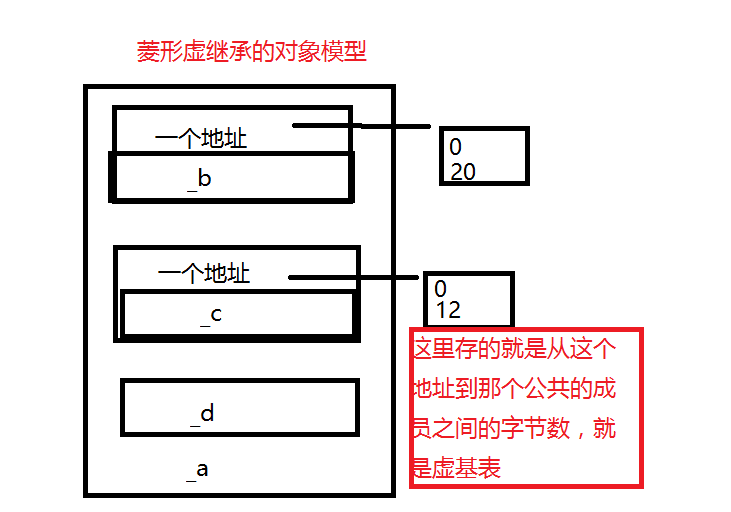 菱形虚继承的对象模型
一个地址
0
20
_b
一个地址
0
12
_c
这里存的就是从这个
地址到那个公共的成
员之间的字节数，就
是虚基表
_d
_a